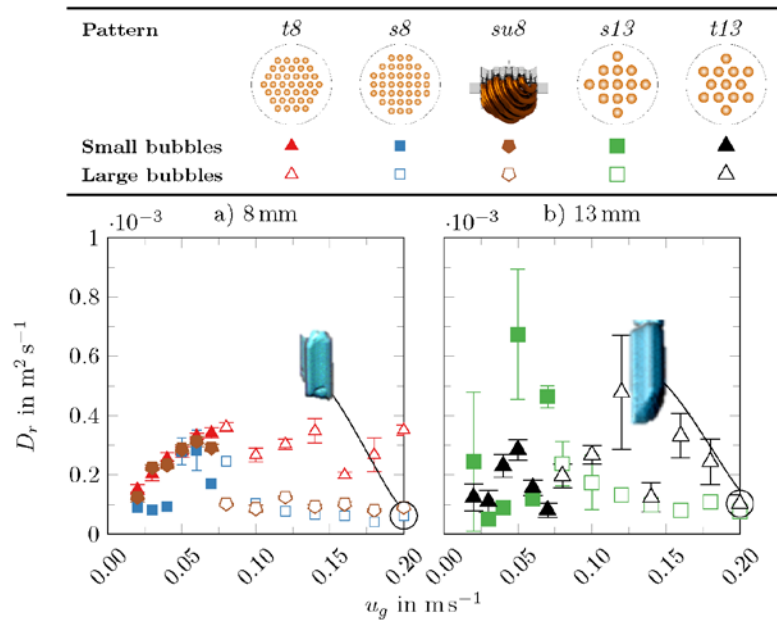 Pattern t8 s8 su8 s13 t13
Small bubbles
Large bubbles
·10⁻³ a) 8 mm ·10⁻³ b) 13 mm
1
0.8
0.6
0.4
0.2
0
D_r in m² s⁻¹
0.00 0.05 0.10 0.15 0.20 0.00 0.05 0.10 0.15 0.20
u_g in m s⁻¹